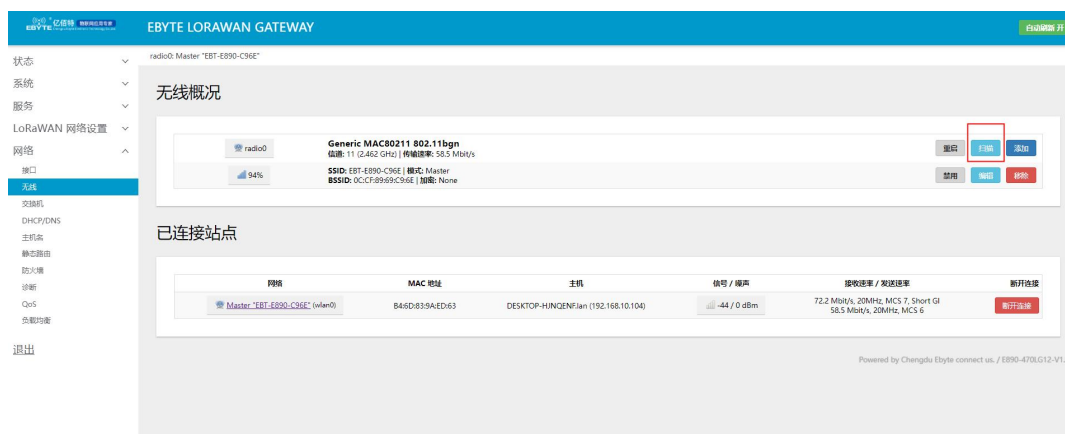 EBYTE 亿佰特
EBYTE LORAWAN GATEWAY
自动刷新 开
状态
系统
服务
LoRaWAN 网络设置
网络
接口
无线
交换机
DHCP/DNS
主机名
静态路由
防火墙
诊断
QoS
负载均衡
退出
radio0: Master "EBT-E890-C96E"
无线概况
radio0
Generic MAC80211 802.11bgn
信道: 11 (2.462 GHz) | 传输速率: 58.5 Mbit/s
重启 扫描 添加
94%
SSID: EBT-E890-C96E | 模式: Master
BSSID: 0C:CF:89:69:C9:6E | 加密: None
禁用 编辑 移除
已连接站点
网络 MAC 地址 主机 信号 / 噪声 接收速率 / 发送速率 断开连接
Master "EBT-E890-C96E" (wlan0) B4:6D:83:9A:ED:63 DESKTOP-HJNQENF.lan (192.168.10.104) -44 / 0 dBm 72.2 Mbit/s, 20MHz, MCS 7, Short GI
58.5 Mbit/s, 20MHz, MCS 6
断开连接
Powered by Chengdu Ebyte connect us. / E890-470LG12-V1.